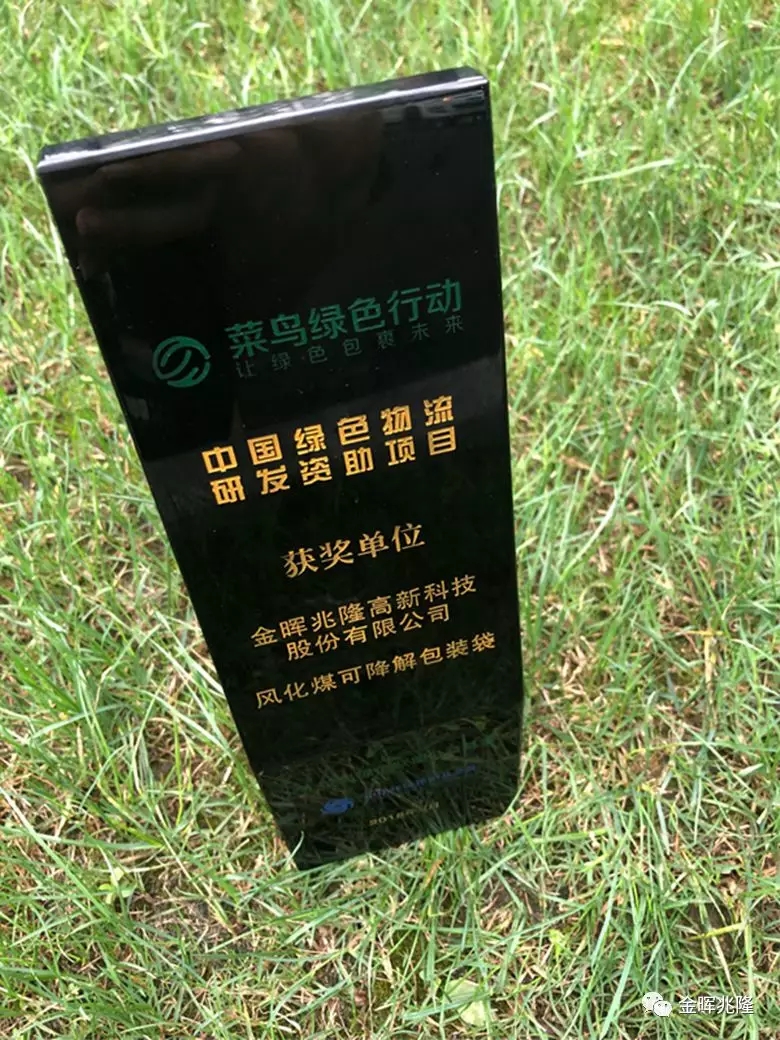 菜鸟绿色行动
让绿色包裹未来
中国绿色物流
研发资助项目
获奖单位
金晖兆隆高新科技
股份有限公司
风化煤可降解包装袋
金晖兆隆